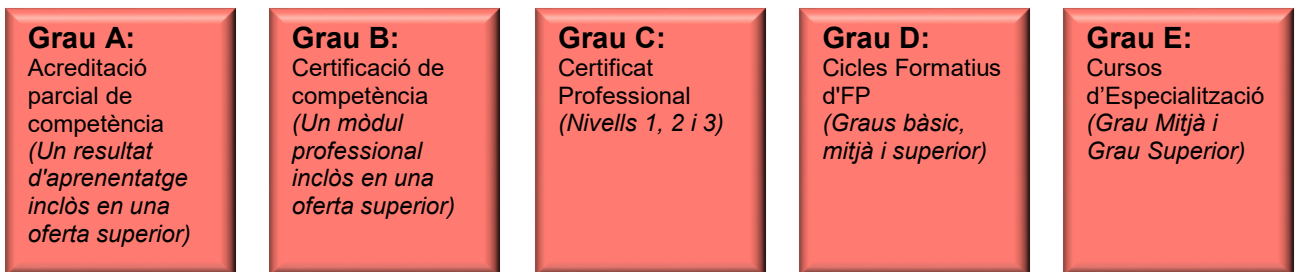 Grau A:
Acreditació
parcial de
competència
(Un resultat
d'aprenentatge
inclòs en una
oferta superior)
Grau B:
Certificació de
competència
(Un mòdul
professional
inclòs en una
oferta superior)
Grau C:
Certificat
Professional
(Nivells 1, 2 i 3)
Grau D:
Cicles Formatius
d'FP
(Graus bàsic,
mitjà i superior)
Grau E:
Cursos
d’Especialització
(Grau Mitjà i
Grau Superior)